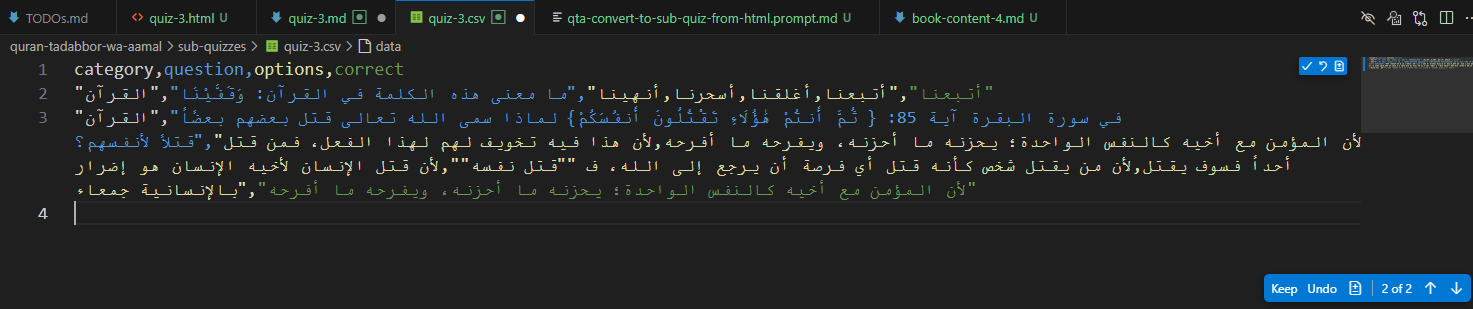 TODOs.md
quiz-3.html U
quiz-3.md
quiz-3.csv
qta-convert-to-sub-quiz-from-html.prompt.md U
book-content-4.md U
quran-tadabbor-wa-aamal > sub-quizzes > quiz-3.csv > data
1 category,question,options,correct
2 "القرآن","ما معنى هذه الكلمة في القرآن: وَقَفَّيْنَا","أتبعنا,أغلقنا,أسحرنا,أنهينا","أتبعنا"
3 "القرآن","في سورة البقرة آية 85: { ثُمَّ أَنتُمْ هَٰؤُلَاءِ تَقْتُلُونَ أَنفُسَكُمْ} لماذا سمى الله تعالى قتل بعضهم بعضًا
قتلاً لأنفسهم؟","لأن المؤمن مع أخيه كالنفس الواحدة؛ يحزنه ما أحزنه، ويفرحه ما أفرحه,لأن هذا فيه تخويف لهم لهذا الفعل، فمن قتل
أحداً فسوف يقتل,لأن من يقتل شخص كأنه قتل أي فرصة أن يرجع إلى الله، ف ""قتل نفسه"",لأن قتل الإنسان لأخيه الإنسان هو إضرار
بالإنسانية جمعاء","لأن المؤمن مع أخيه كالنفس الواحدة؛ يحزنه ما أحزنه، ويفرحه ما أفرحه"
4
Keep Undo 2 of 2